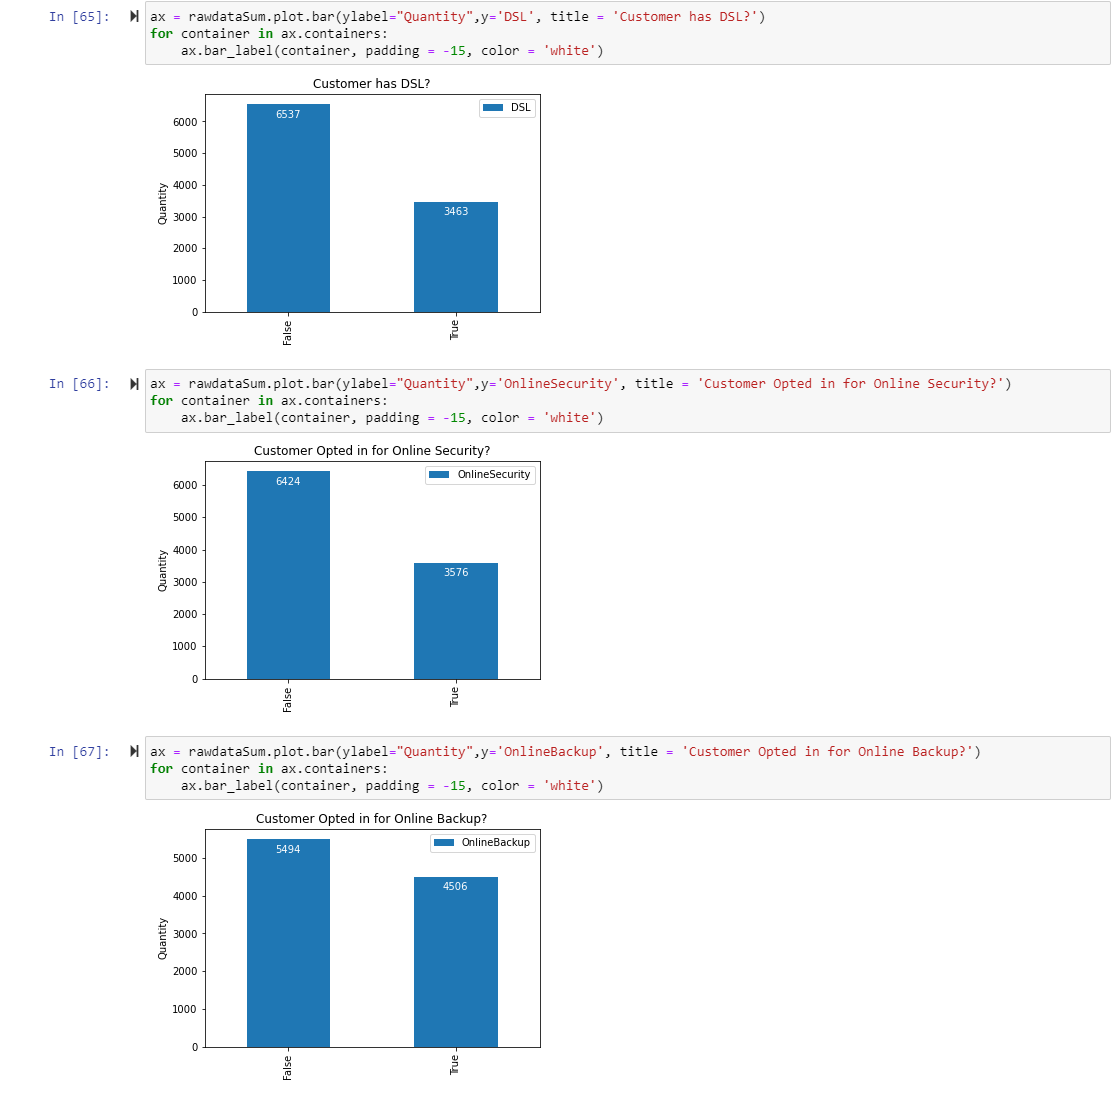 In [65]:
ax = rawdataSum.plot.bar(ylabel="Quantity",y='DSL', title = 'Customer has DSL?')
for container in ax.containers:
    ax.bar_label(container, padding = -15, color = 'white')
Customer has DSL?
DSL
6537
3463
Quantity
6000
5000
4000
3000
2000
1000
0
False
True
In [66]:
ax = rawdataSum.plot.bar(ylabel="Quantity",y='OnlineSecurity', title = 'Customer Opted in for Online Security?')
for container in ax.containers:
    ax.bar_label(container, padding = -15, color = 'white')
Customer Opted in for Online Security?
OnlineSecurity
6424
3576
Quantity
6000
5000
4000
3000
2000
1000
0
False
True
In [67]:
ax = rawdataSum.plot.bar(ylabel="Quantity",y='OnlineBackup', title = 'Customer Opted in for Online Backup?')
for container in ax.containers:
    ax.bar_label(container, padding = -15, color = 'white')
Customer Opted in for Online Backup?
OnlineBackup
5494
4506
Quantity
5000
4000
3000
2000
1000
0
False
True